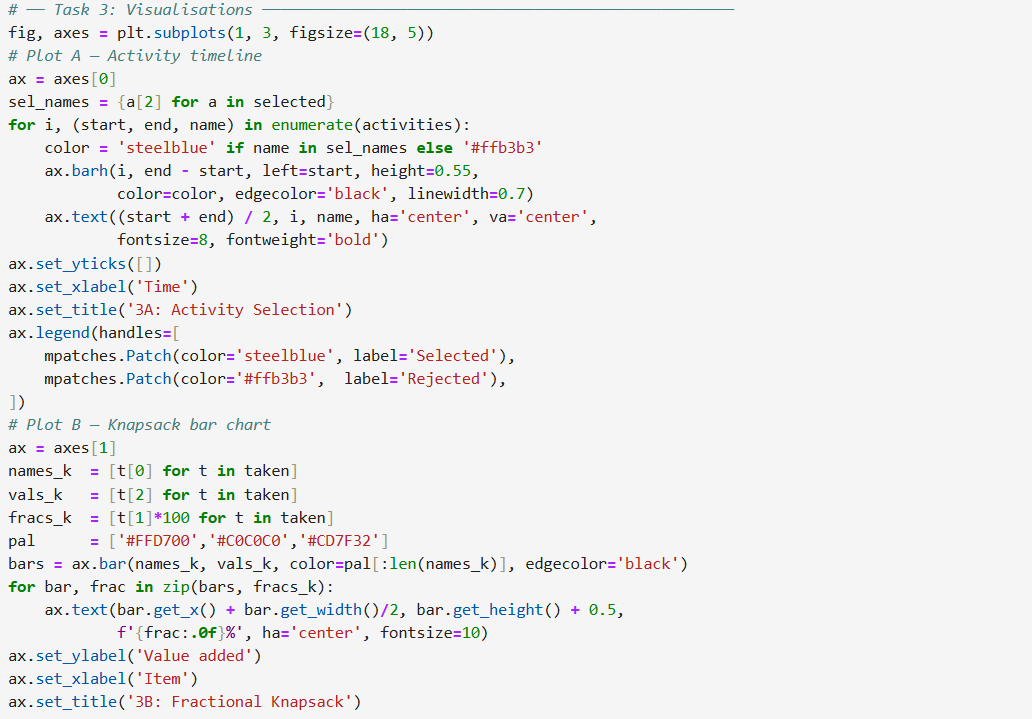 # ── Task 3: Visualisations ────────────────────────────────────────────────────
fig, axes = plt.subplots(1, 3, figsize=(18, 5))
# Plot A — Activity timeline
ax = axes[0]
sel_names = {a[2] for a in selected}
for i, (start, end, name) in enumerate(activities):
    color = 'steelblue' if name in sel_names else '#ffb3b3'
    ax.barh(i, end - start, left=start, height=0.55,
            color=color, edgecolor='black', linewidth=0.7)
    ax.text((start + end) / 2, i, name, ha='center', va='center',
            fontsize=8, fontweight='bold')
ax.set_yticks([])
ax.set_xlabel('Time')
ax.set_title('3A: Activity Selection')
ax.legend(handles=[
    mpatches.Patch(color='steelblue', label='Selected'),
    mpatches.Patch(color='#ffb3b3',  label='Rejected'),
])
# Plot B — Knapsack bar chart
ax = axes[1]
names_k  = [t[0] for t in taken]
vals_k   = [t[2] for t in taken]
fracs_k  = [t[1]*100 for t in taken]
pal      = ['#FFD700','#C0C0C0','#CD7F32']
bars = ax.bar(names_k, vals_k, color=pal[:len(names_k)], edgecolor='black')
for bar, frac in zip(bars, fracs_k):
    ax.text(bar.get_x() + bar.get_width()/2, bar.get_height() + 0.5,
            f'{frac:.0f}%', ha='center', fontsize=10)
ax.set_ylabel('Value added')
ax.set_xlabel('Item')
ax.set_title('3B: Fractional Knapsack')